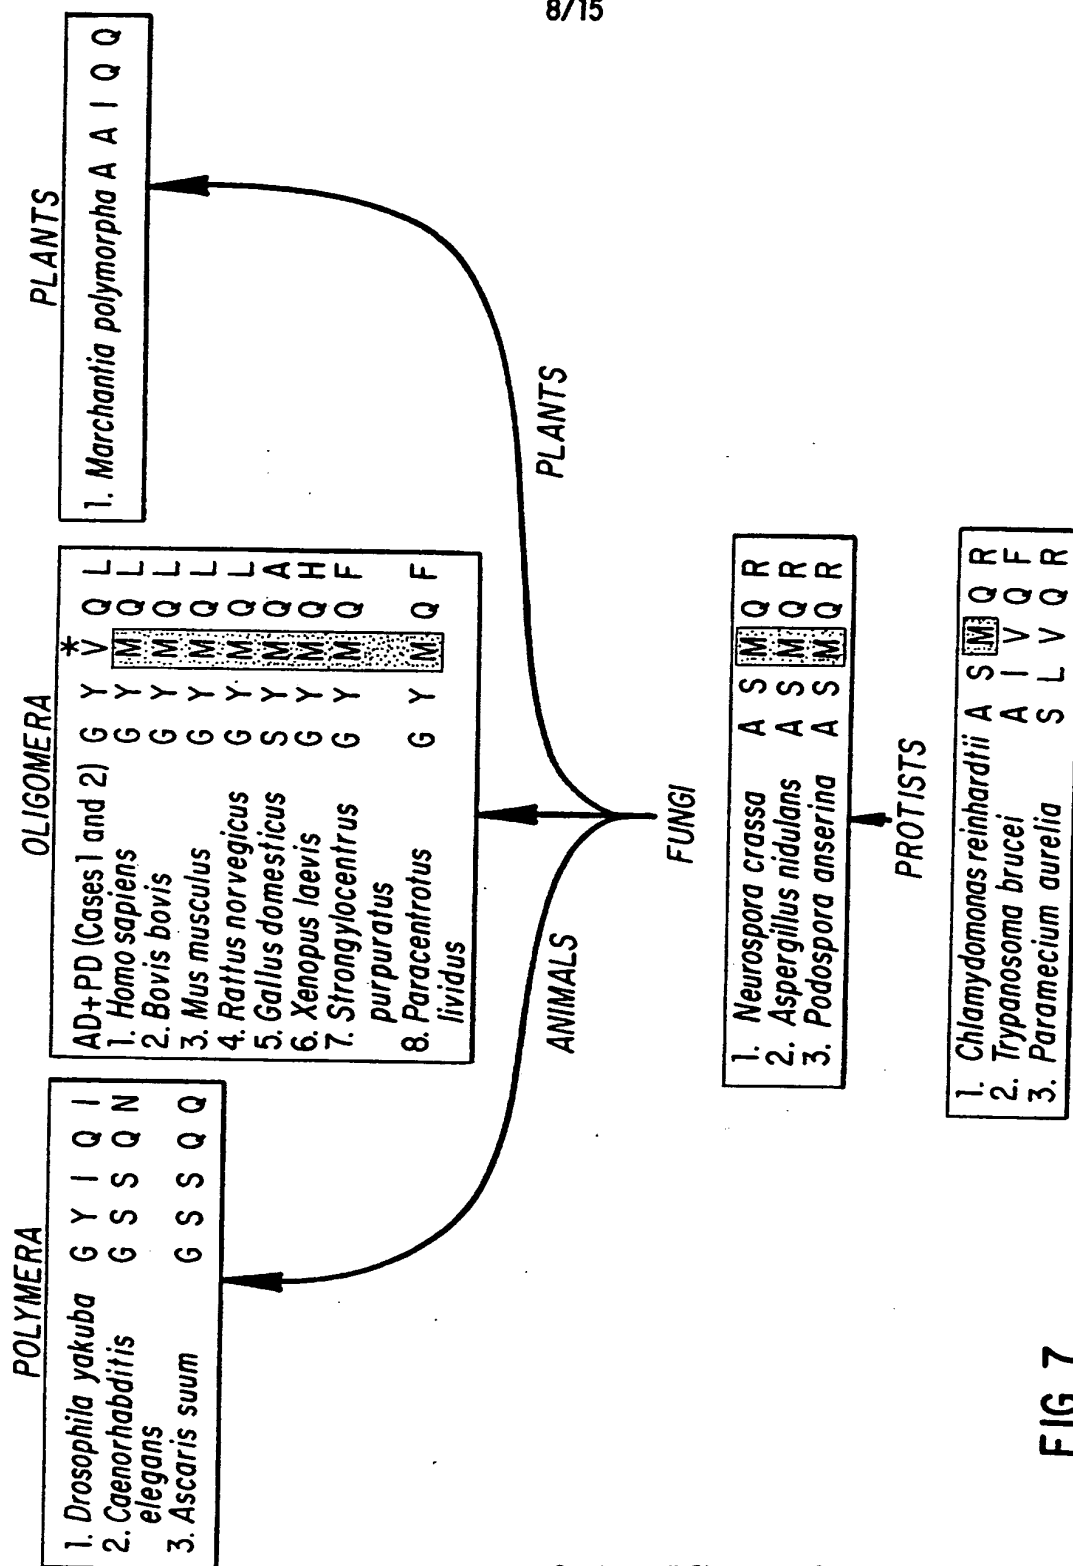 8/15
POLYMERA
1. Drosophila yakuba G Y I Q I
2. Caenorhabditis G S S Q N
elegans
3. Ascaris suum G S S Q Q
OLIGOMERA
*
AD+PD (Cases 1 and 2) G Y V Q L
1. Homo sapiens G Y M Q L
2. Bovis bovis G Y M Q L
3. Mus musculus G Y M Q L
4. Rattus norvegicus G Y M Q L
5. Gallus domesticus S Y M Q A
6. Xenopus laevis G Y M Q H
7. Strongylocentrus G Y M Q F
purpuratus
8. Paracentrotus G Y M Q F
lividus
PLANTS
1. Marchantia polymorpha A A I Q Q
ANIMALS
PLANTS
FUNGI
1. Neurospora crassa A S M Q R
2. Aspergillus nidulans A S M Q R
3. Podospora anserina A S M Q R
PROTISTS
1. Chlamydomonas reinhardtii A S M Q R
2. Trypanosoma brucei A I V Q F
3. Paramecium aurelia S L V Q R
FIG. 7